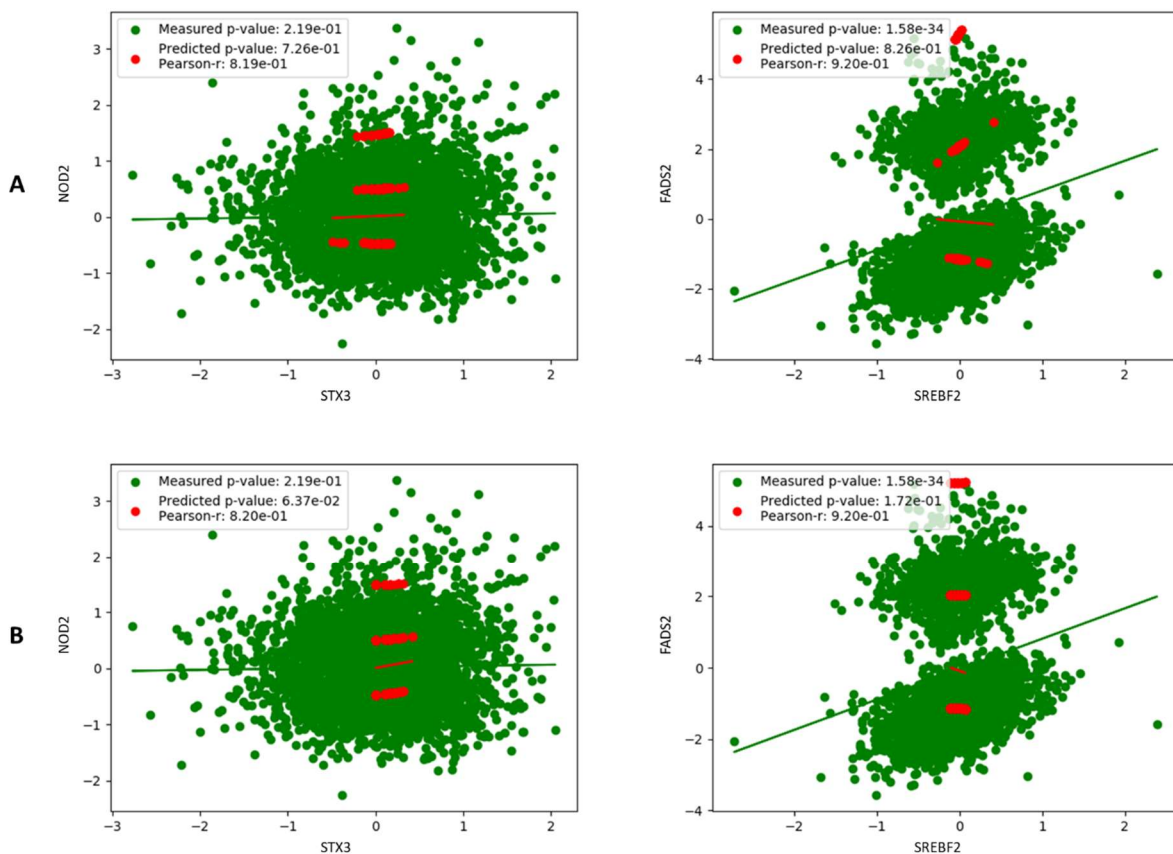 Measured p-value: 2.19e-01
Predicted p-value: 7.26e-01
Pearson-r: 8.19e-01
3
2
1
0
−1
−2
NOD2
−3
−2
−1
0
1
2
STX3
A
Measured p-value: 1.58e-34
Predicted p-value: 8.26e-01
Pearson-r: 9.20e-01
4
2
0
−2
−4
FADS2
−1
0
1
2
SREBF2
Measured p-value: 2.19e-01
Predicted p-value: 6.37e-02
Pearson-r: 8.20e-01
3
2
1
0
−1
−2
NOD2
−3
−2
−1
0
1
2
STX3
B
Measured p-value: 1.58e-34
Predicted p-value: 1.72e-01
Pearson-r: 9.20e-01
4
2
0
−2
−4
FADS2
−1
0
1
2
SREBF2